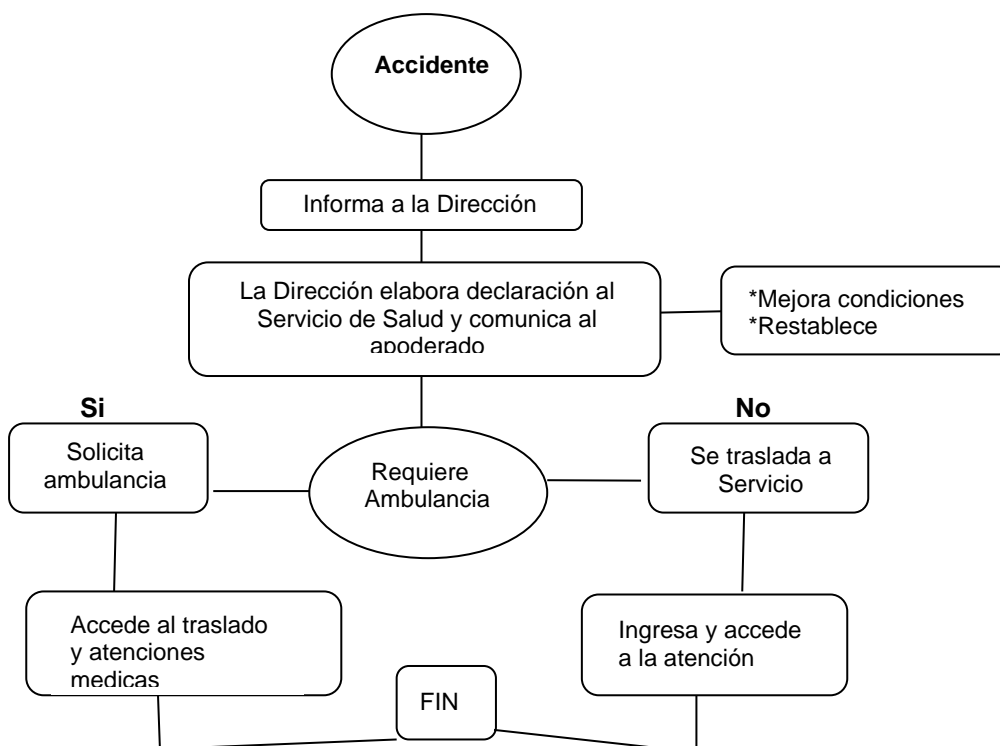 Accidente
Informa a la Dirección
La Dirección elabora declaración al
Servicio de Salud y comunica al
apoderado
*Mejora condiciones
*Restablece
Si
No
Solicita
ambulancia
Requiere
Ambulancia
Se traslada a
Servicio
Accede al traslado
y atenciones
medicas
Ingresa y accede
a la atención
FIN